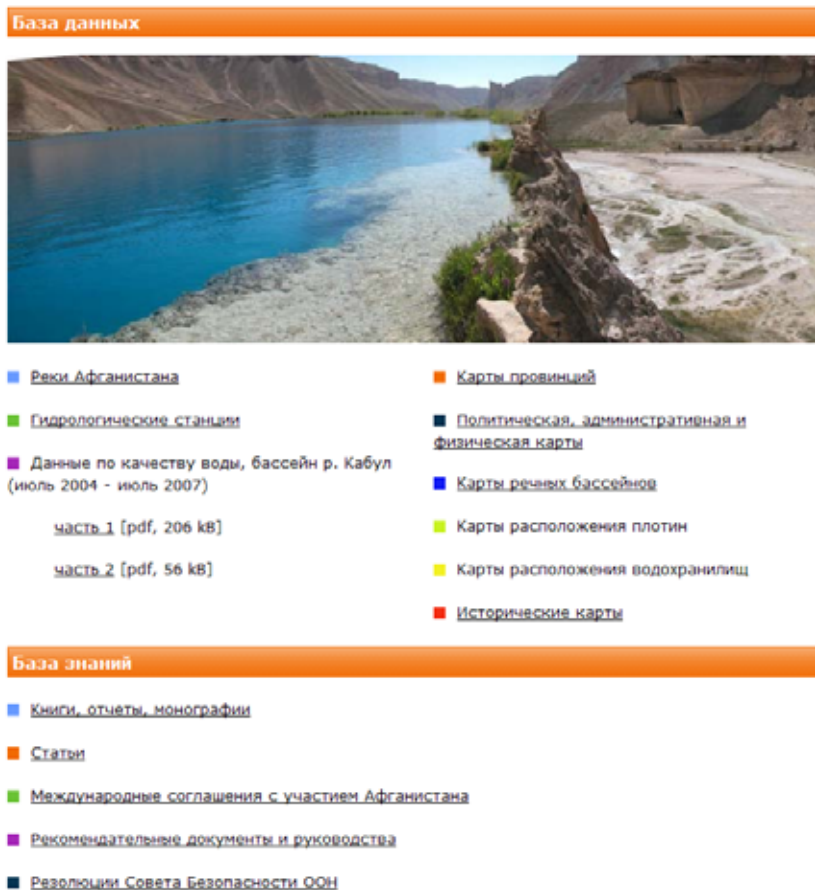 База данных
Реки Афганистана
Гидрологические станции
Данные по качеству воды, бассейн р. Кабул
(июль 2004 - июль 2007)
часть 1 [pdf, 206 kB]
часть 2 [pdf, 56 kB]
Карты провинций
Политическая, административная и
физическая карты
Карты речных бассейнов
Карты расположения плотин
Карты расположения водохранилищ
Исторические карты
База знаний
Книги, отчеты, монографии
Статьи
Международные соглашения с участием Афганистана
Рекомендательные документы и руководства
Резолюции Совета Безопасности ООН